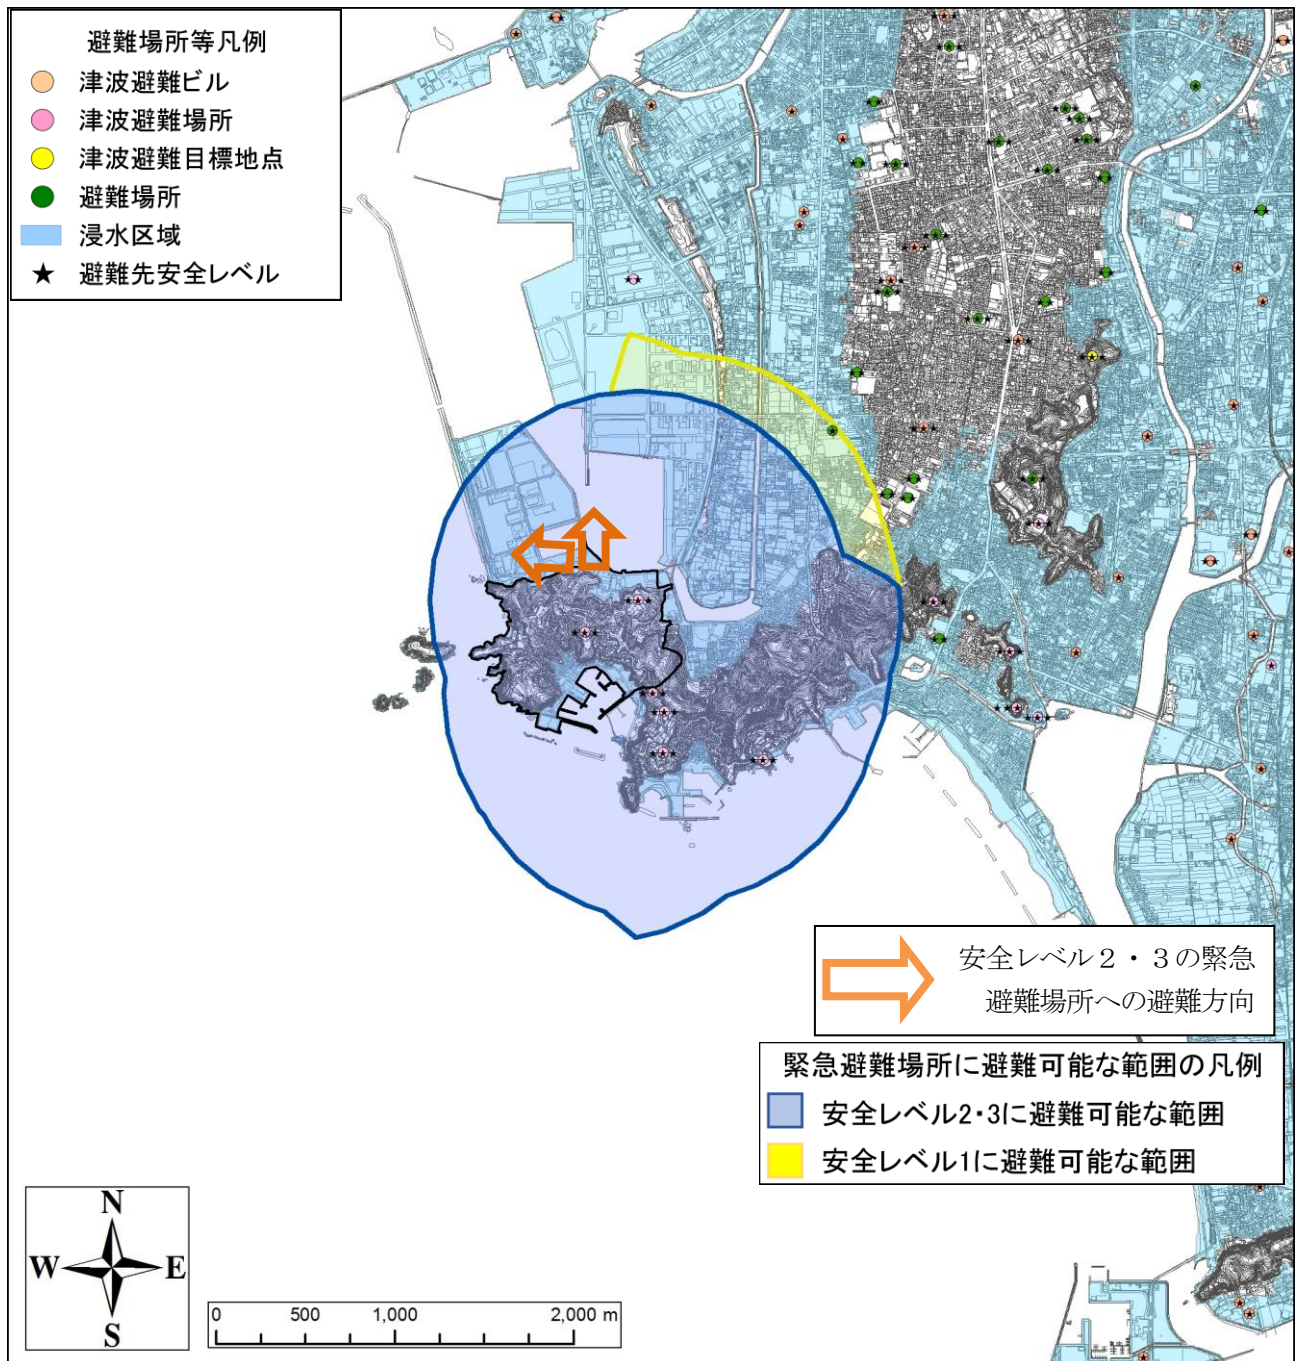 避難場所等凡例
津波避難ビル
津波避難場所
津波避難目標地点
避難場所
浸水区域
★ 避難先安全レベル
安全レベル２・３の緊急
避難場所への避難方向
緊急避難場所に避難可能な範囲の凡例
安全レベル2・3に避難可能な範囲
安全レベル1に避難可能な範囲
N
W E
S
0 500 1,000 2,000 m